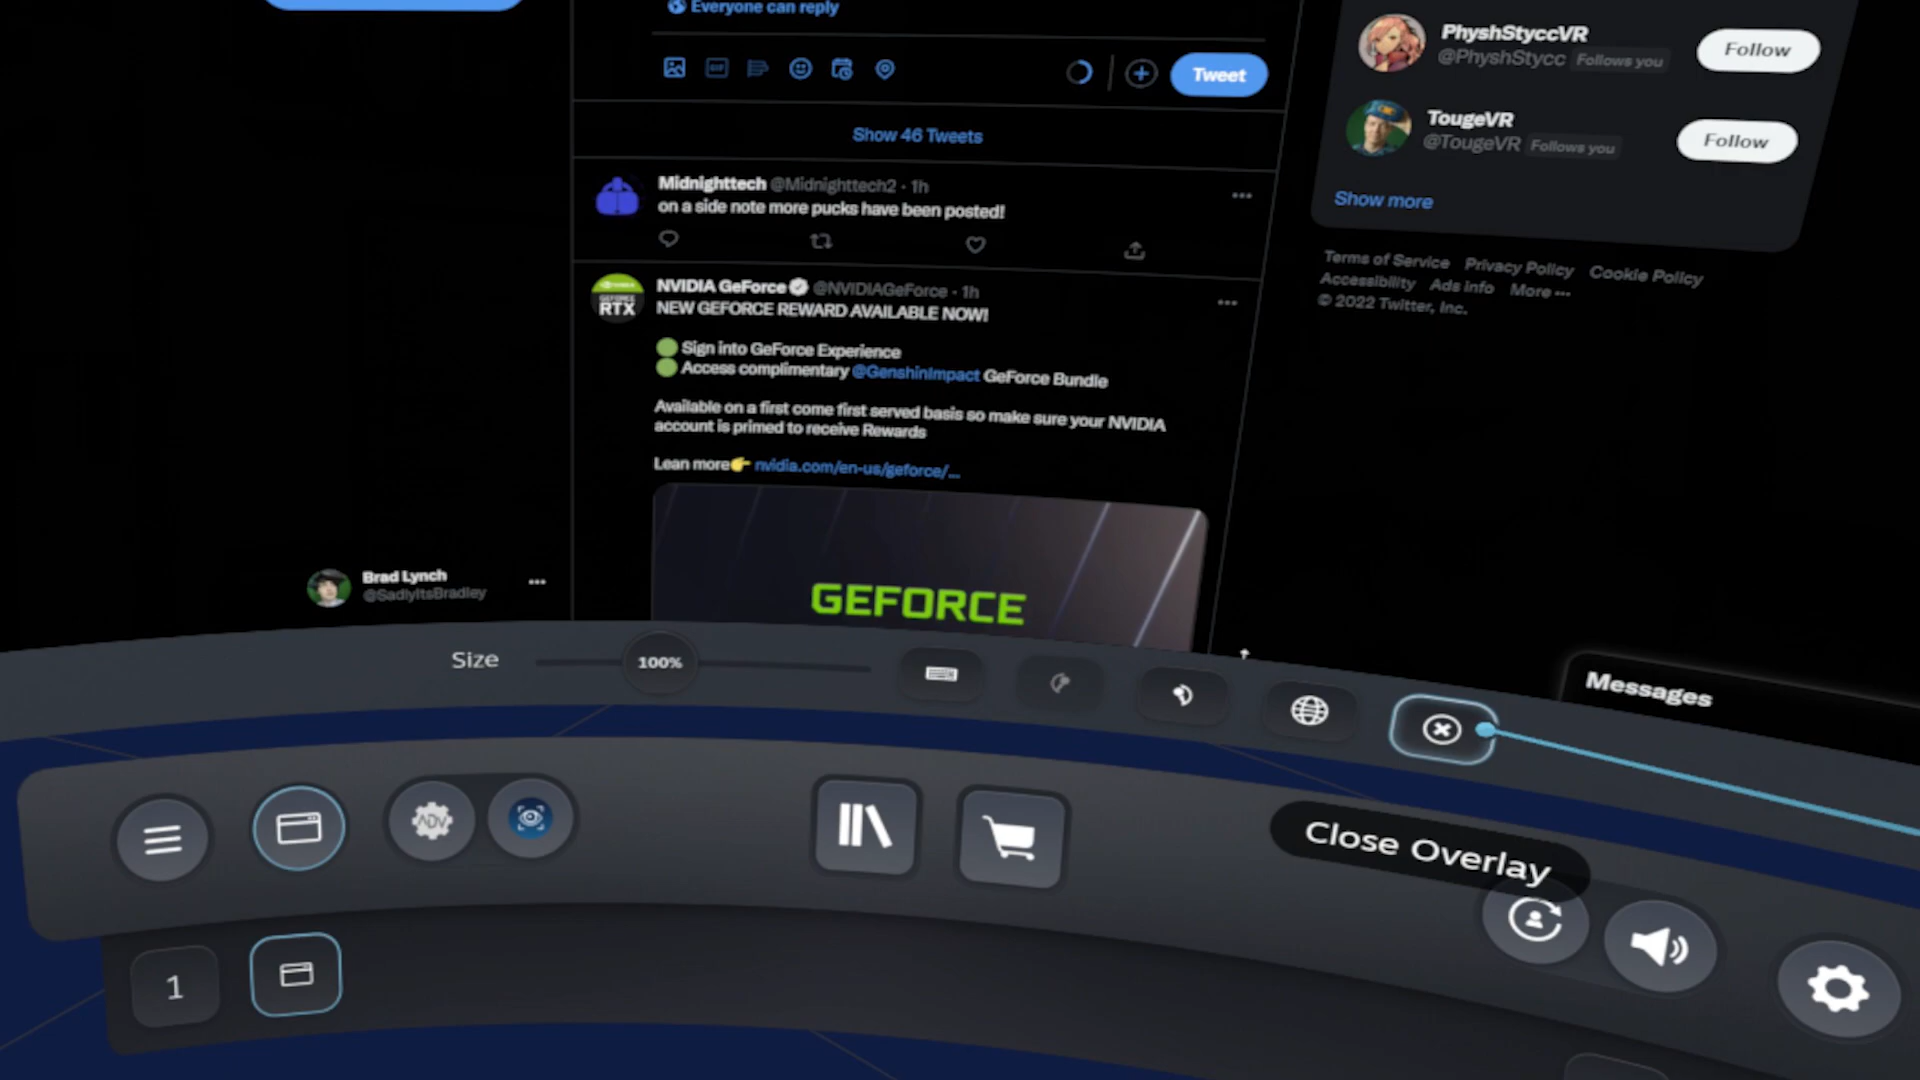 Everyone can reply
GIF
Tweet
Show 46 Tweets
Midnighttech @Midnighttech2 · 1h
on a side note more pucks have been posted!
GEFORCE
RTX
NVIDIA GeForce @NVIDIAGeForce · 1h
NEW GEFORCE REWARD AVAILABLE NOW!
Sign into GeForce Experience
Access complimentary @GenshinImpact GeForce Bundle
Available on a first come first served basis so make sure your NVIDIA
account is primed to receive Rewards
Lean more nvidia.com/en-us/geforce/...
GEFORCE
Brad Lynch
@SadlyItsBradley
PhyshStyccVR
@PhyshStycc Follows you
Follow
TougeVR
@TougeVR Follows you
Follow
Show more
Terms of Service Privacy Policy Cookie Policy
Accessibility Ads info More ...
© 2022 Twitter, Inc.
Messages
Size
100%
ADV
Close Overlay
1